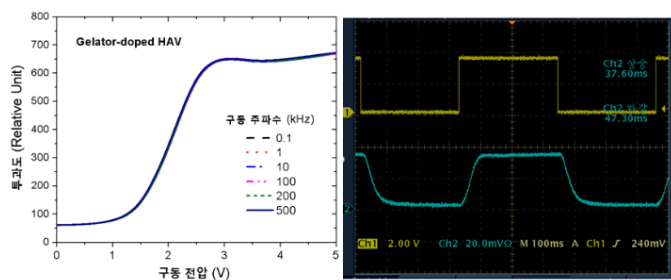 800
700
600
500
400
300
200
100
0
투과도 (Relative Unit)
Gelator-doped HAV
구동 주파수 (kHz)
0.1
1
10
100
200
500
0 1 2 3 4 5
구동 전압 (V)
Ch2 상승
37.60ms
Ch2 하강
47.30ms
1
2
Ch1 2.00 V Ch2 20.0mVΩ M 100ms A Ch1 ∫ 240mV